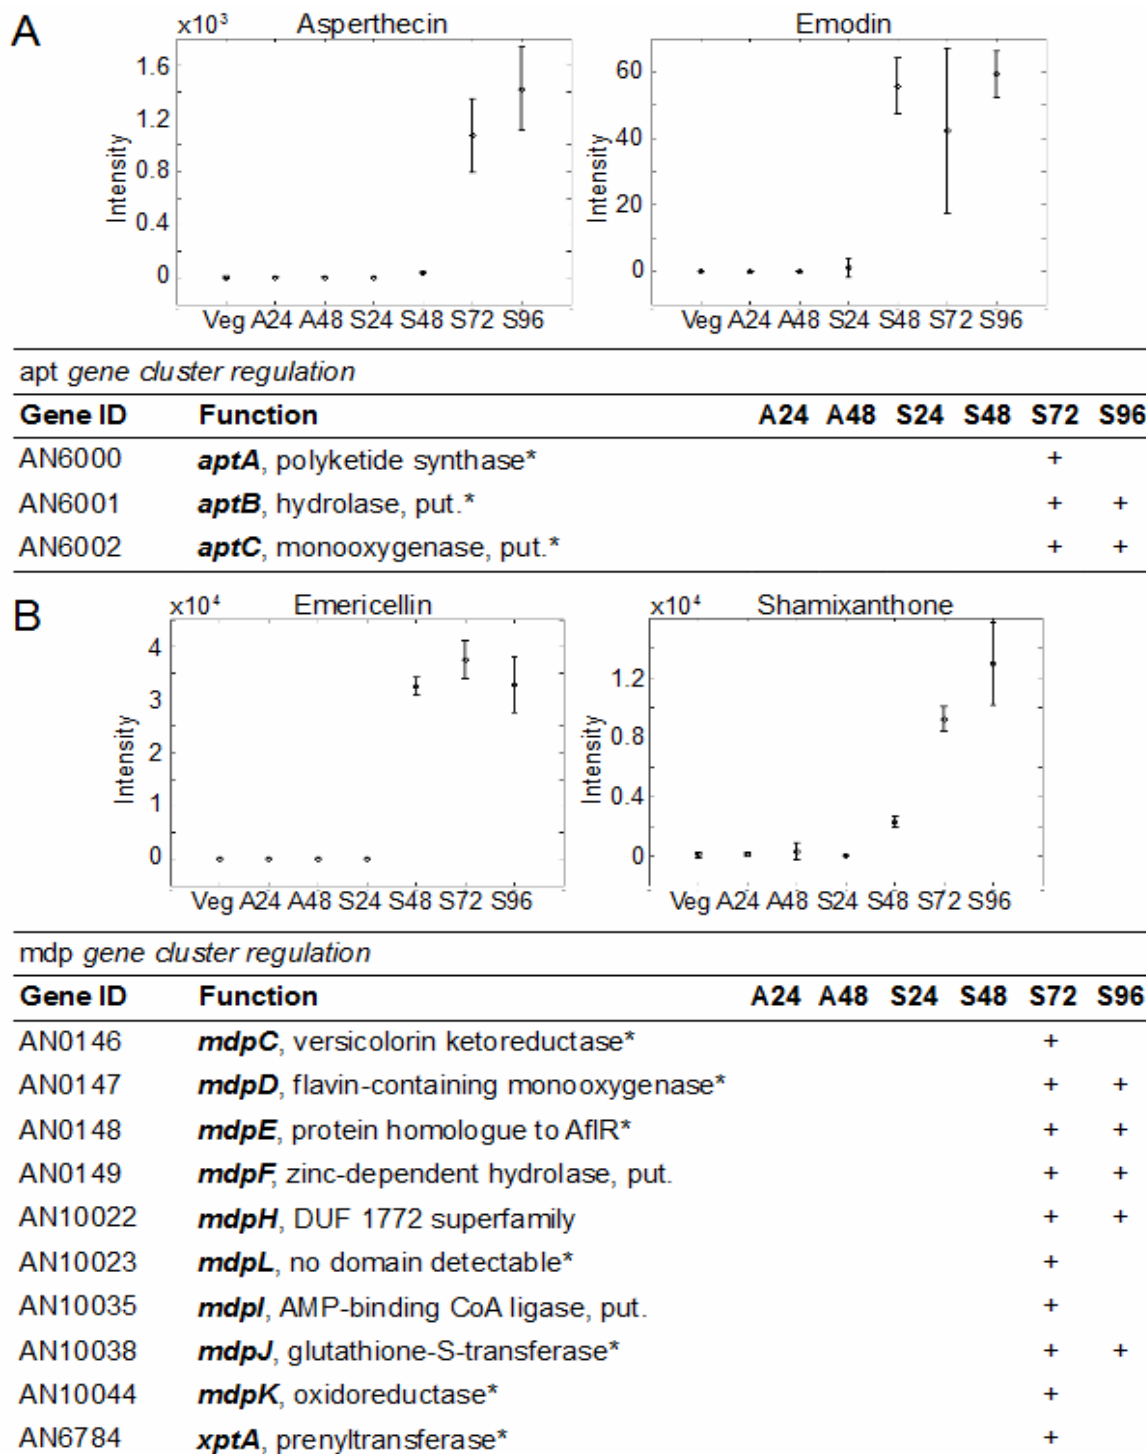 A
x10³ Asperthecin
Intensity
1.6
1.2
0.8
0.4
0
Veg A24 A48 S24 S48 S72 S96
Emodin
Intensity
60
40
20
0
Veg A24 A48 S24 S48 S72 S96
apt gene cluster regulation
Gene ID Function A24 A48 S24 S48 S72 S96
AN6000 aptA, polyketide synthase* +
AN6001 aptB, hydrolase, put.* + +
AN6002 aptC, monooxygenase, put.* + +
B
x10⁴ Emericellin
Intensity
4
3
2
1
0
Veg A24 A48 S24 S48 S72 S96
x10⁴ Shamixanthone
Intensity
1.2
0.8
0.4
0
Veg A24 A48 S24 S48 S72 S96
mdp gene cluster regulation
Gene ID Function A24 A48 S24 S48 S72 S96
AN0146 mdpC, versicolorin ketoreductase* +
AN0147 mdpD, flavin-containing monooxygenase* + +
AN0148 mdpE, protein homologue to AflR* + +
AN0149 mdpF, zinc-dependent hydrolase, put. + +
AN10022 mdpH, DUF 1772 superfamily + +
AN10023 mdpL, no domain detectable* +
AN10035 mdpI, AMP-binding CoA ligase, put. +
AN10038 mdpJ, glutathione-S-transferase* + +
AN10044 mdpK, oxidoreductase* +
AN6784 xptA, prenyltransferase* +